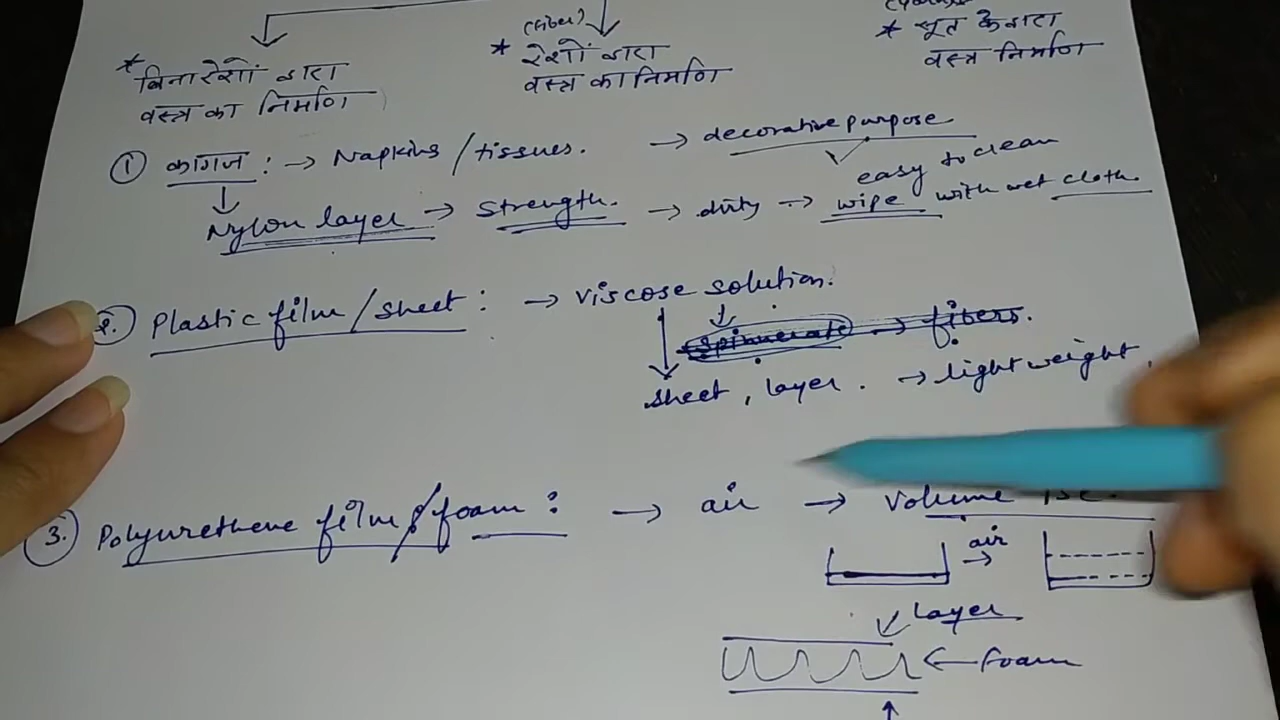 (fiber)
* बिना रेशों द्वारा
वस्त्र का निर्माण
* रेशों द्वारा
वस्त्र का निर्माण
* सूत के द्वारा
वस्त्र निर्माण
① कागज : → Napkins / tissues. → decorative purpose
Nylon layer → strength. → dirty → wipe with wet cloth.
easy to clean
2. Plastic film / sheet : → viscose solution.
spinnerate → fibers.
sheet, layer. → light weight,
3. Polyurethene film / foam : → air → volume
air →
layer
← foam